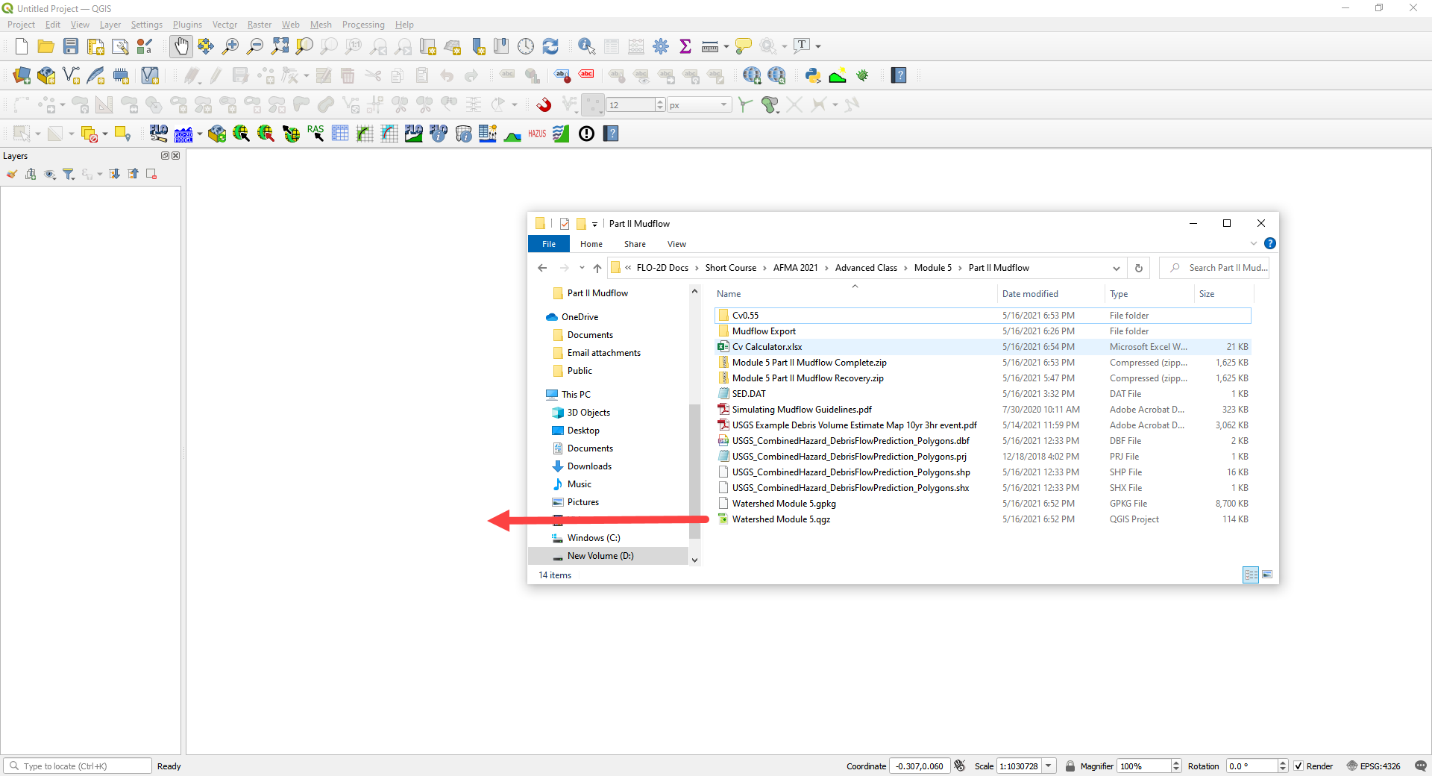 Untitled Project — QGIS
Project Edit View Layer Settings Plugins Vector Raster Web Mesh Processing Help
12 px
RAS HAZUS
Layers
Part II Mudflow
File Home Share View
« FLO-2D Docs › Short Course › AFMA 2021 › Advanced Class › Module 5 › Part II Mudflow
Search Part II Mud...
Part II Mudflow
OneDrive
Documents
Email attachments
Public
This PC
3D Objects
Desktop
Documents
Downloads
Music
Pictures
Windows (C:)
New Volume (D:)
Name Date modified Type Size
Cv0.55 5/16/2021 6:53 PM File folder
Mudflow Export 5/16/2021 6:26 PM File folder
Cv Calculator.xlsx 5/16/2021 6:54 PM Microsoft Excel W... 21 KB
Module 5 Part II Mudflow Complete.zip 5/16/2021 6:53 PM Compressed (zipp... 1,625 KB
Module 5 Part II Mudflow Recovery.zip 5/16/2021 5:47 PM Compressed (zipp... 1,625 KB
SED.DAT 5/16/2021 3:32 PM DAT File 1 KB
Simulating Mudflow Guidelines.pdf 7/30/2020 10:11 AM Adobe Acrobat D... 323 KB
USGS Example Debris Volume Estimate Map 10yr 3hr event.pdf 5/14/2021 11:59 PM Adobe Acrobat D... 3,062 KB
USGS_CombinedHazard_DebrisFlowPrediction_Polygons.dbf 5/16/2021 12:33 PM DBF File 2 KB
USGS_CombinedHazard_DebrisFlowPrediction_Polygons.prj 12/18/2018 4:02 PM PRJ File 1 KB
USGS_CombinedHazard_DebrisFlowPrediction_Polygons.shp 5/16/2021 12:33 PM SHP File 16 KB
USGS_CombinedHazard_DebrisFlowPrediction_Polygons.shx 5/16/2021 12:33 PM SHX File 1 KB
Watershed Module 5.gpkg 5/16/2021 6:52 PM GPKG File 8,700 KB
Watershed Module 5.qgz 5/16/2021 6:52 PM QGIS Project 114 KB
14 items
Type to locate (Ctrl+K) Ready Coordinate -0.307,0.060 Scale 1:1030728 Magnifier 100% Rotation 0.0 ° Render EPSG:4326